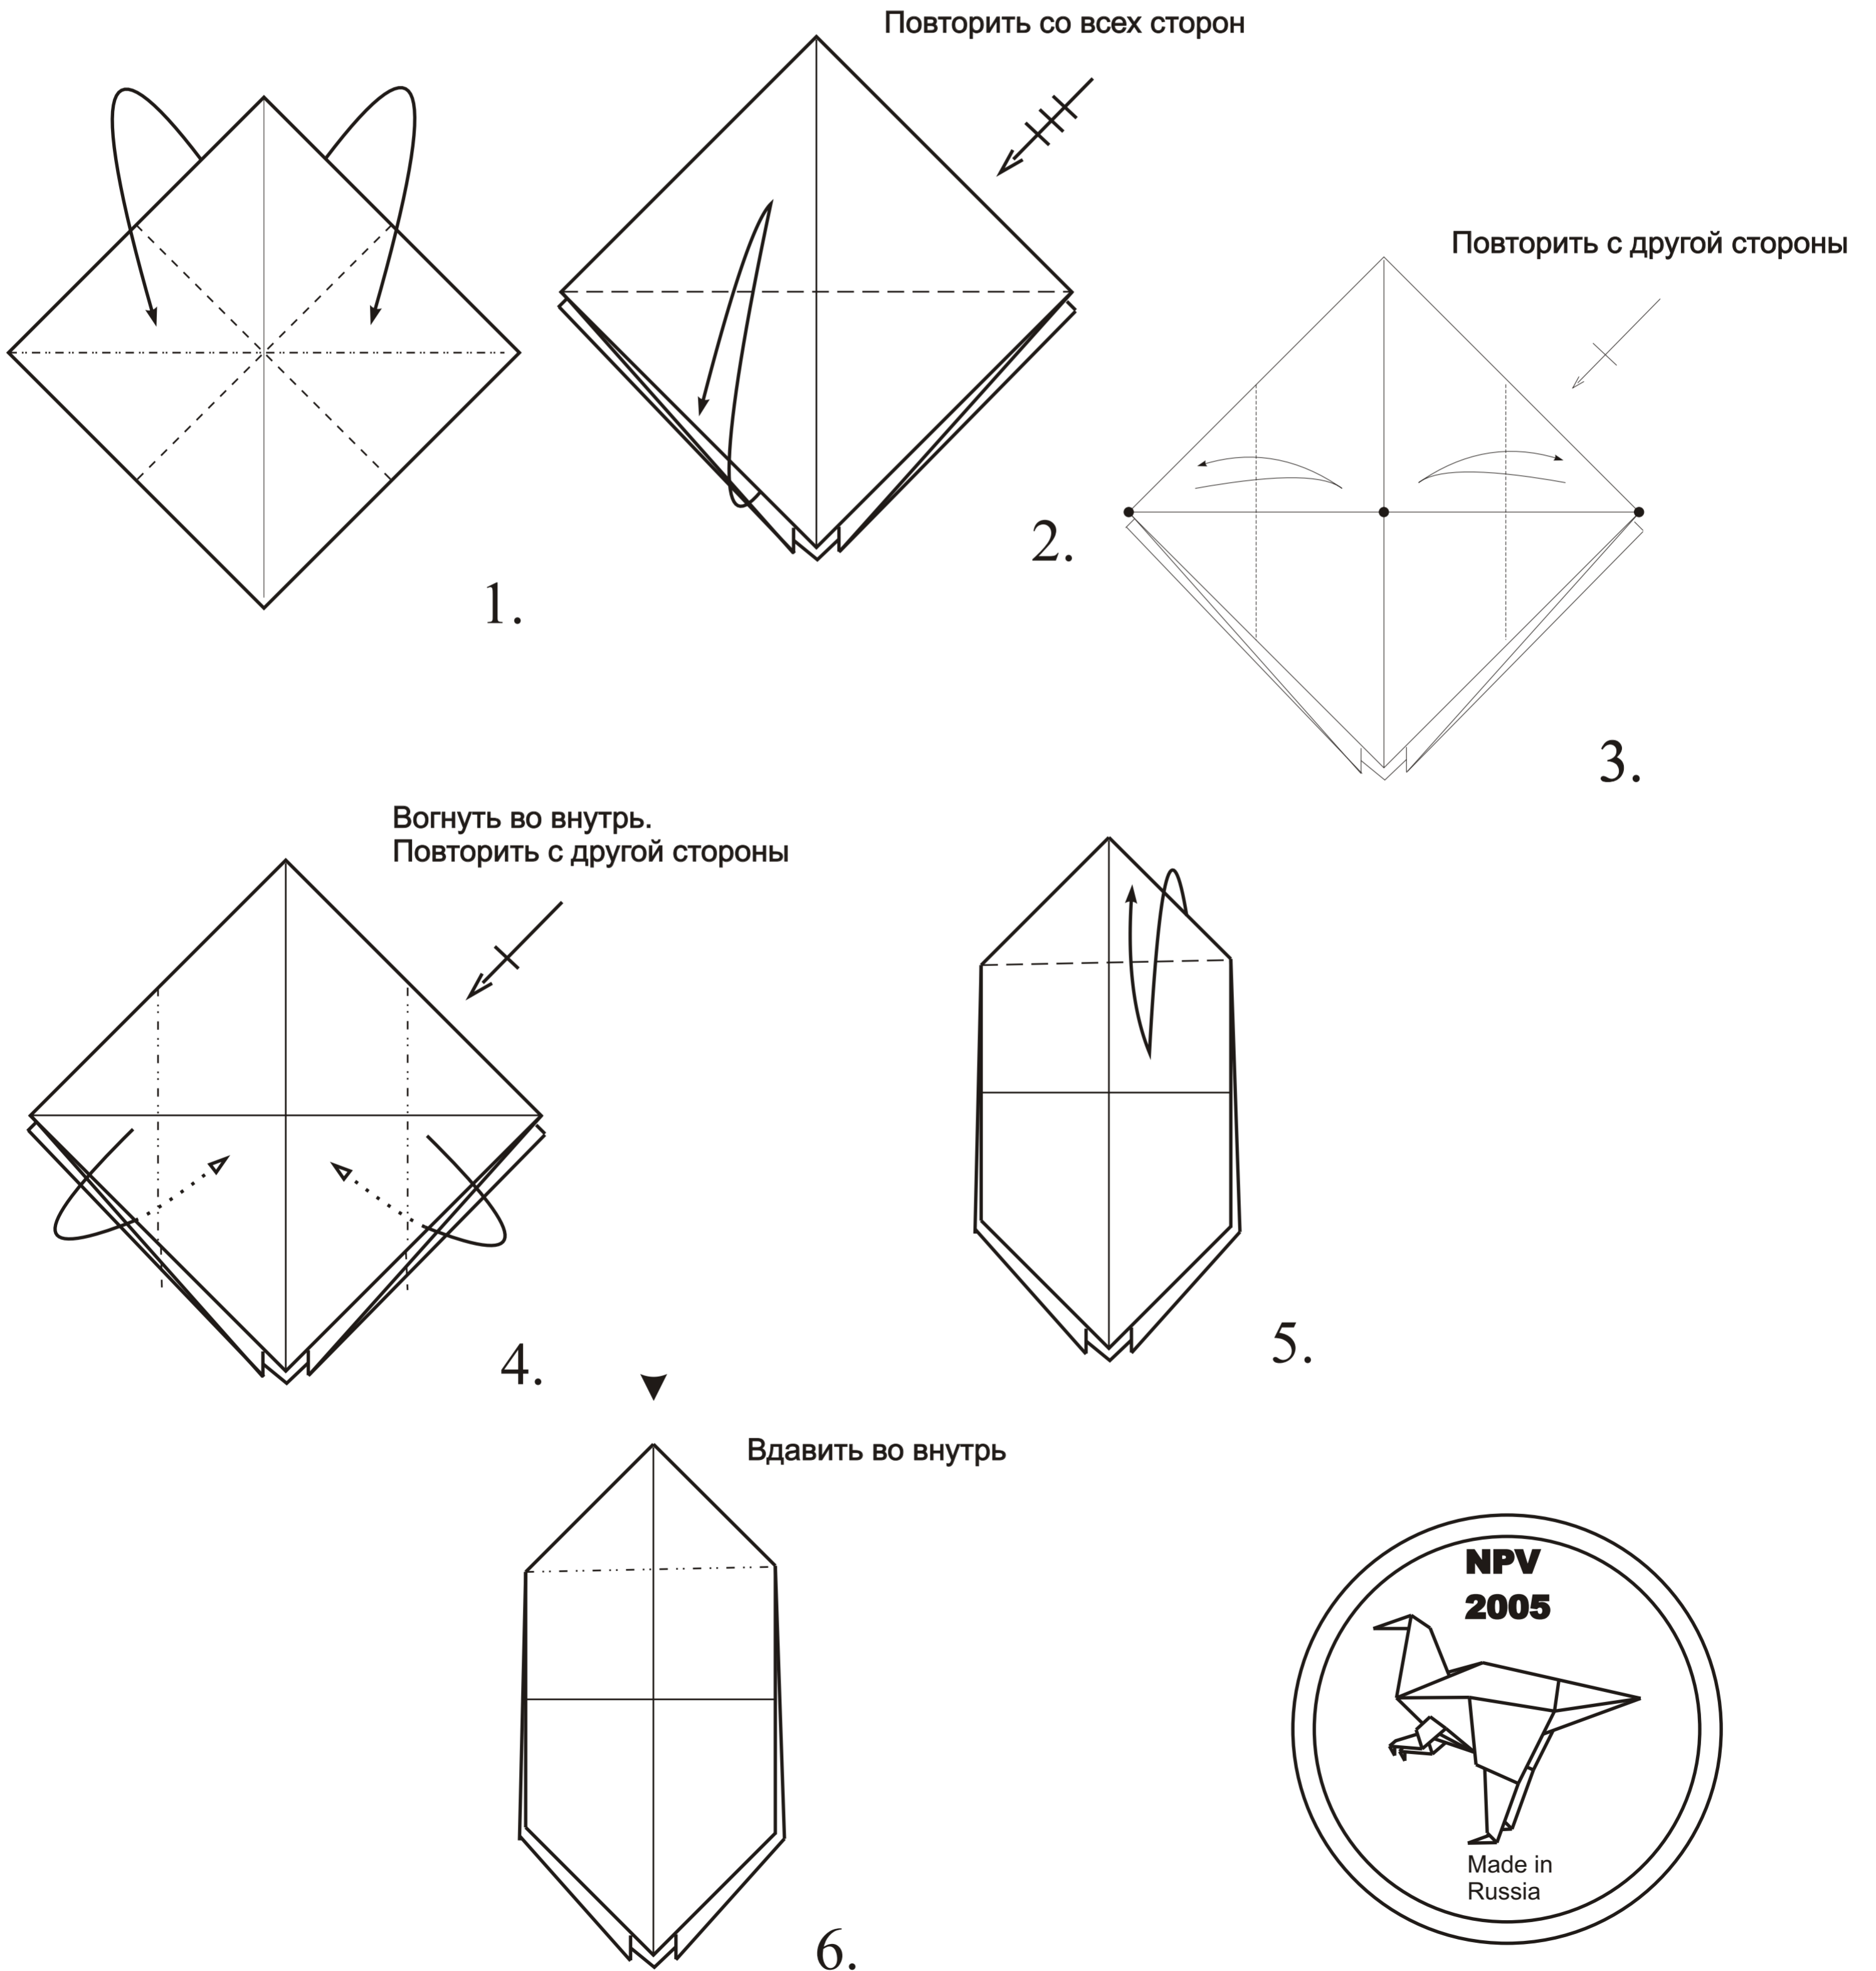 Повторить со всех сторон
1.
2.
Повторить с другой стороны
3.
Вогнуть во внутрь.
Повторить с другой стороны
4.
5.
Вдавить во внутрь
6.
NPV
2005
Made in
Russia